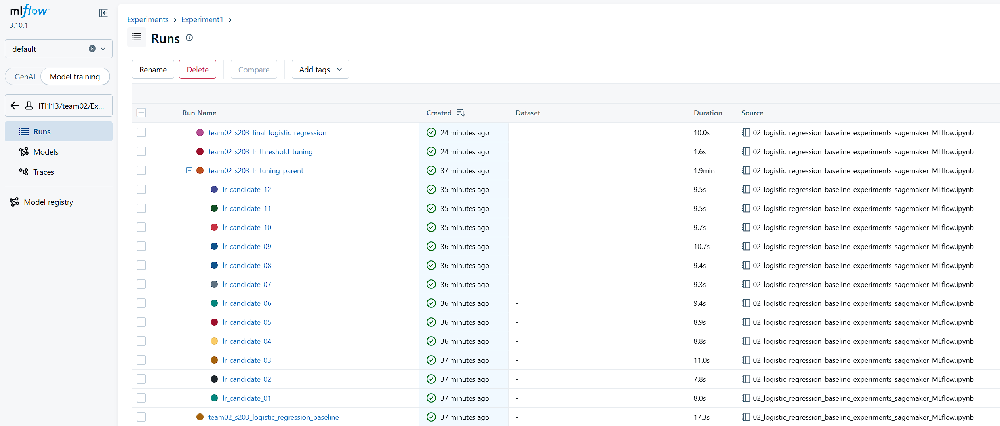 mlflow
3.10.1
default
GenAI
Model training
ITI113/team02/Ex...
Runs
Models
Traces
Model registry
Experiments > Experiment1 >
Runs
Rename
Delete
Compare
Add tags
Run Name Created Dataset Duration Source
team02_s203_final_logistic_regression 24 minutes ago - 10.0s 02_logistic_regression_baseline_experiments_sagemaker_MLflow.ipynb
team02_s203_lr_threshold_tuning 24 minutes ago - 1.6s 02_logistic_regression_baseline_experiments_sagemaker_MLflow.ipynb
team02_s203_lr_tuning_parent 37 minutes ago - 1.9min 02_logistic_regression_baseline_experiments_sagemaker_MLflow.ipynb
lr_candidate_12 35 minutes ago - 9.5s 02_logistic_regression_baseline_experiments_sagemaker_MLflow.ipynb
lr_candidate_11 35 minutes ago - 9.5s 02_logistic_regression_baseline_experiments_sagemaker_MLflow.ipynb
lr_candidate_10 35 minutes ago - 9.7s 02_logistic_regression_baseline_experiments_sagemaker_MLflow.ipynb
lr_candidate_09 36 minutes ago - 10.7s 02_logistic_regression_baseline_experiments_sagemaker_MLflow.ipynb
lr_candidate_08 36 minutes ago - 9.4s 02_logistic_regression_baseline_experiments_sagemaker_MLflow.ipynb
lr_candidate_07 36 minutes ago - 9.3s 02_logistic_regression_baseline_experiments_sagemaker_MLflow.ipynb
lr_candidate_06 36 minutes ago - 9.4s 02_logistic_regression_baseline_experiments_sagemaker_MLflow.ipynb
lr_candidate_05 36 minutes ago - 8.9s 02_logistic_regression_baseline_experiments_sagemaker_MLflow.ipynb
lr_candidate_04 36 minutes ago - 8.8s 02_logistic_regression_baseline_experiments_sagemaker_MLflow.ipynb
lr_candidate_03 37 minutes ago - 11.0s 02_logistic_regression_baseline_experiments_sagemaker_MLflow.ipynb
lr_candidate_02 37 minutes ago - 7.8s 02_logistic_regression_baseline_experiments_sagemaker_MLflow.ipynb
lr_candidate_01 37 minutes ago - 8.0s 02_logistic_regression_baseline_experiments_sagemaker_MLflow.ipynb
team02_s203_logistic_regression_baseline 37 minutes ago - 17.3s 02_logistic_regression_baseline_experiments_sagemaker_MLflow.ipynb